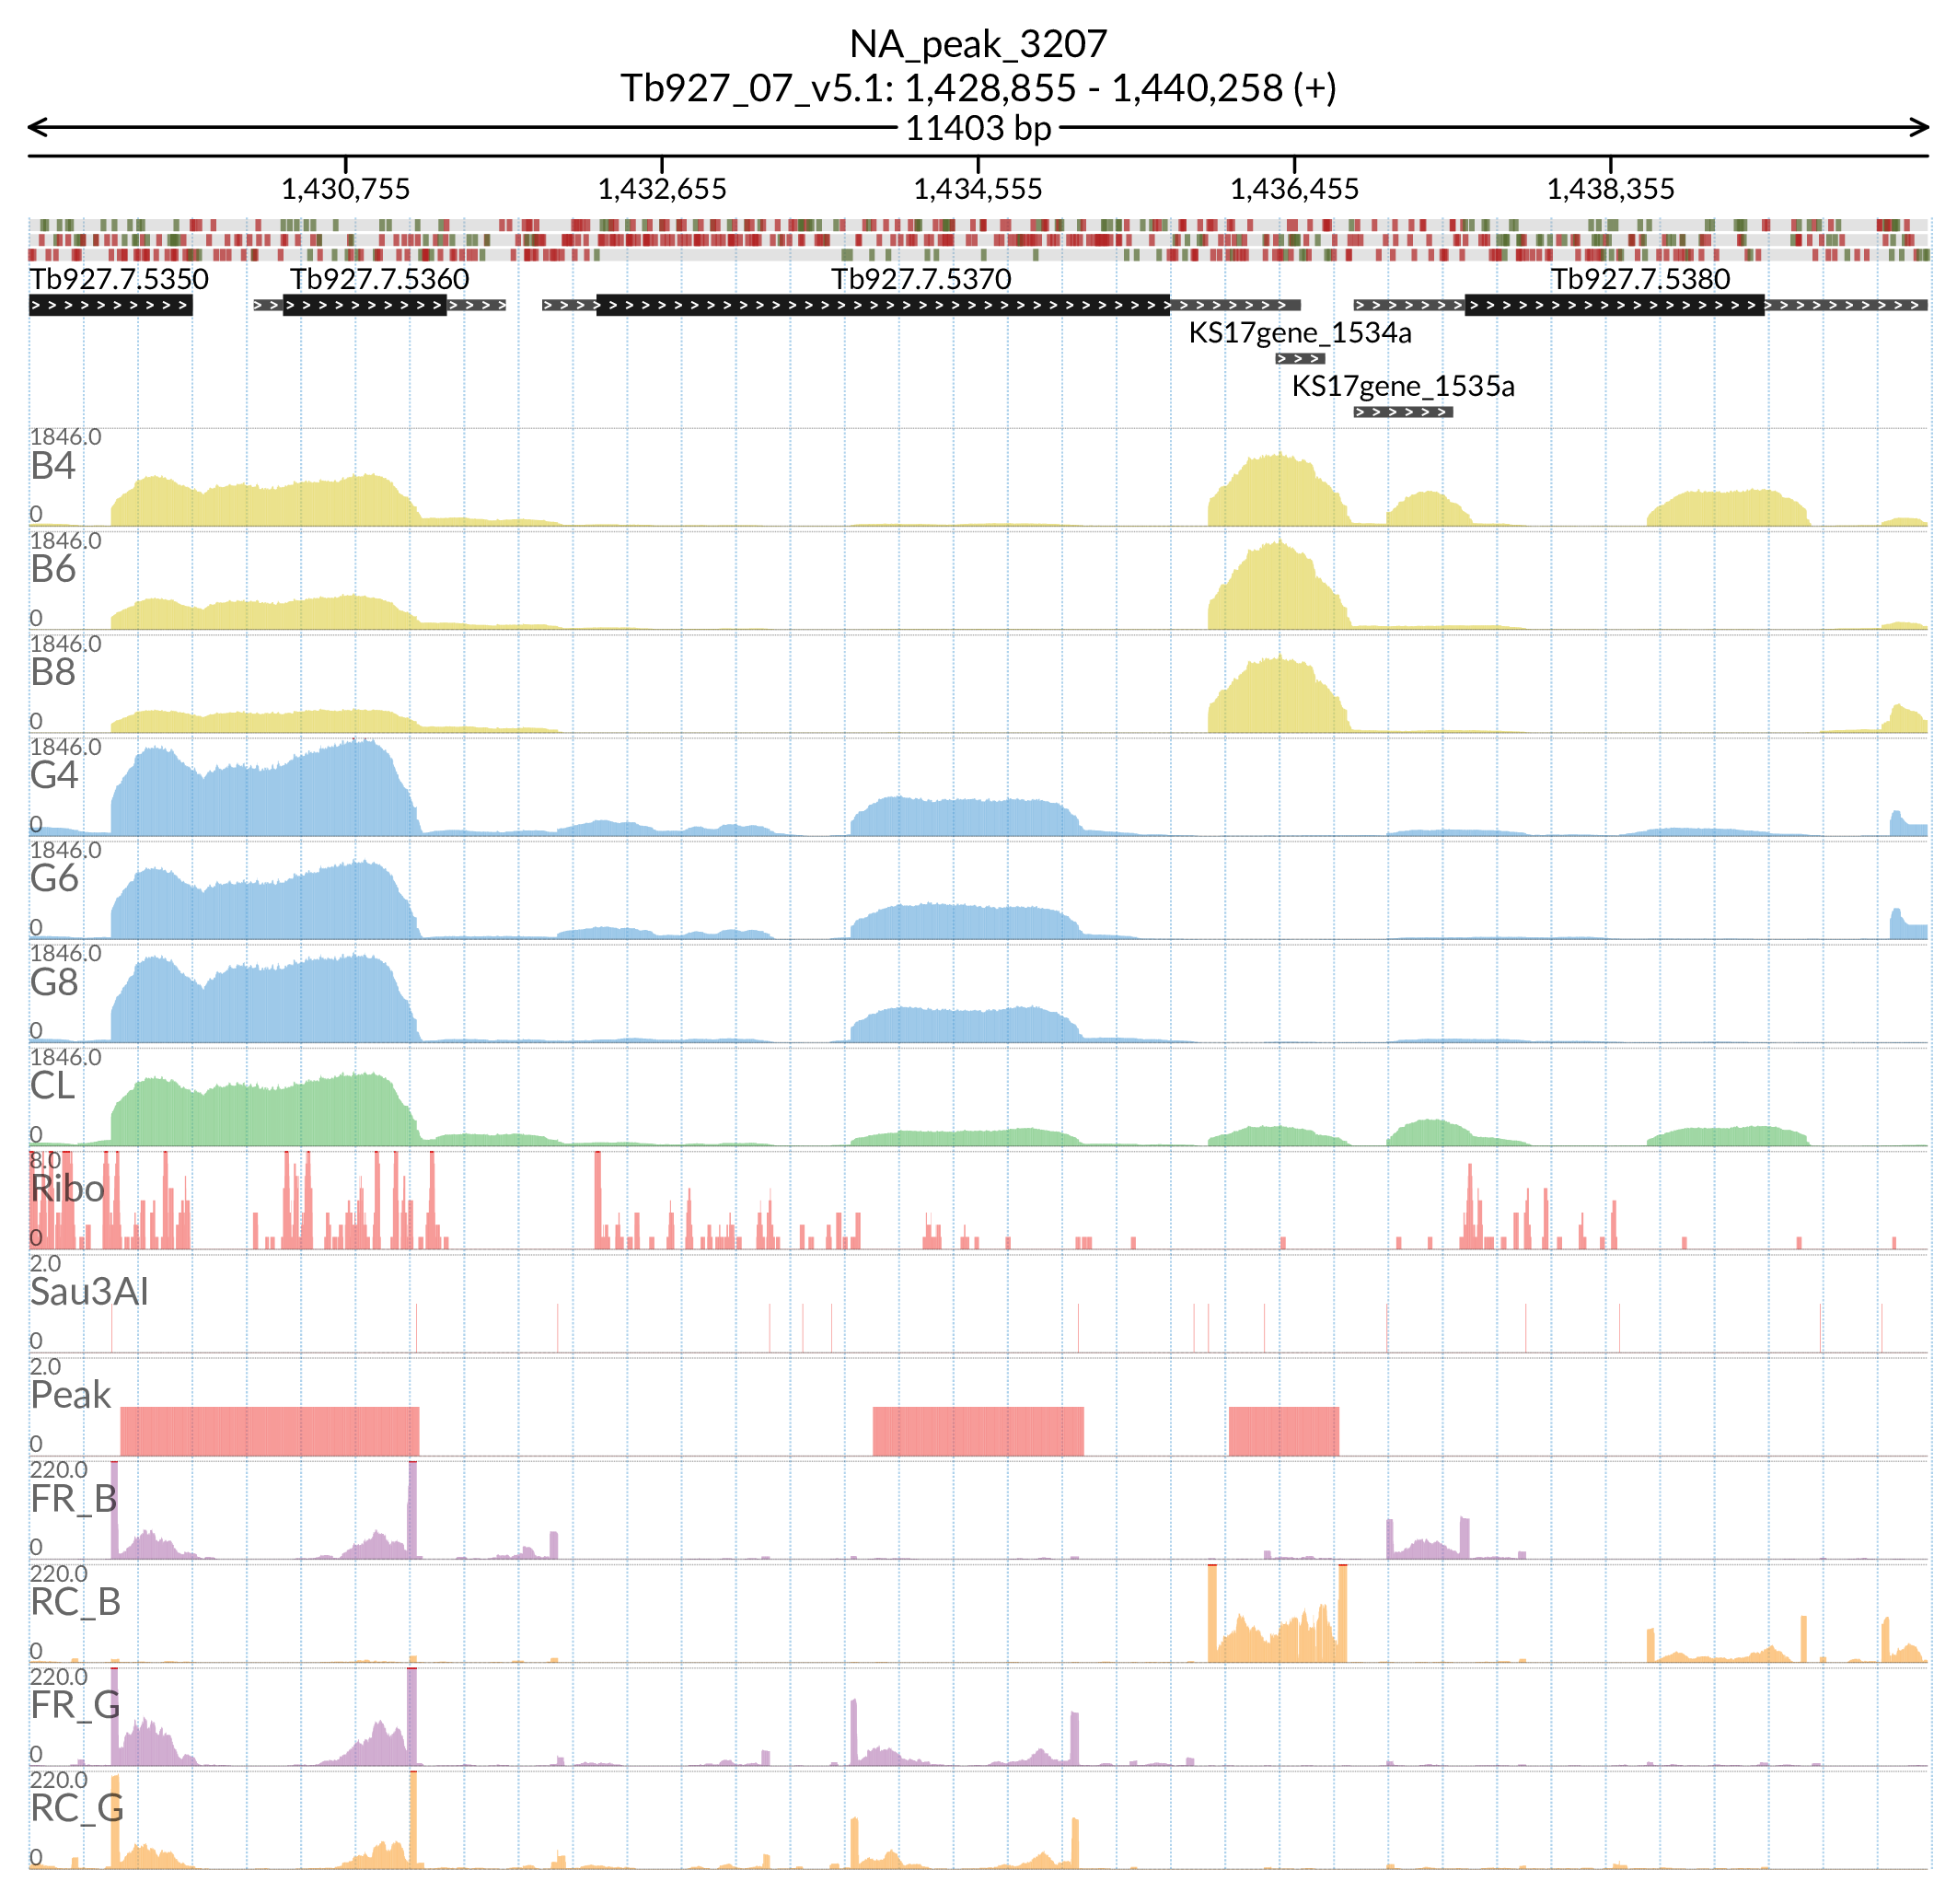 NA_peak_3207
Tb927_07_v5.1: 1,428,855 - 1,440,258 (+)
11403 bp
1,430,755 1,432,655 1,434,555 1,436,455 1,438,355
Tb927.7.5350 Tb927.7.5360 Tb927.7.5370 Tb927.7.5380
KS17gene_1534a
KS17gene_1535a
1846.0
B4
0
1846.0
B6
0
1846.0
B8
0
1846.0
G4
0
1846.0
G6
0
1846.0
G8
0
1846.0
CL
0
8.0
Ribo
0
2.0
Sau3AI
0
2.0
Peak
0
220.0
FR_B
0
220.0
RC_B
0
220.0
FR_G
0
220.0
RC_G
0